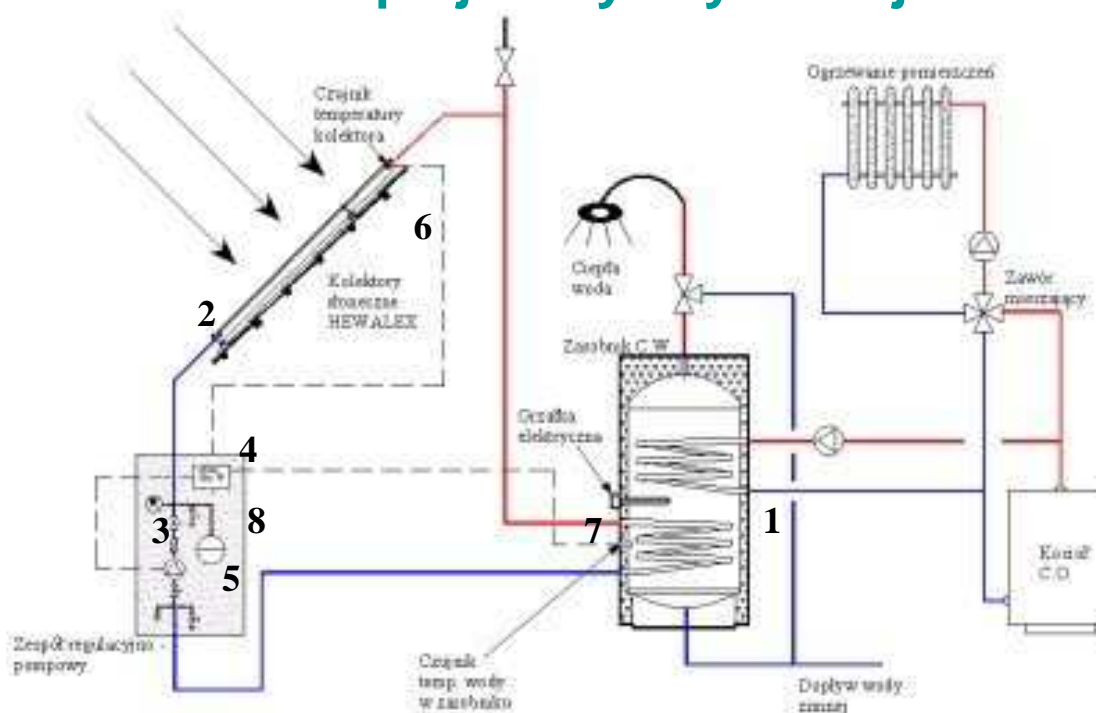 Ogrzewanie pomieszczeń
Czujnik
temperatury
kolektora
6
Ciepła
woda
Zawór
mieszający
Kolektory
słoneczne
HEWALEX
2
Zasobnik C.W.
Grzałka
elektryczna
4
3
8
7
1
5
Kocioł
C.O.
Zespół regulacyjno -
pompowy
Czujnik
temp. wody
w zasobniku
Dopływ wody
zimnej